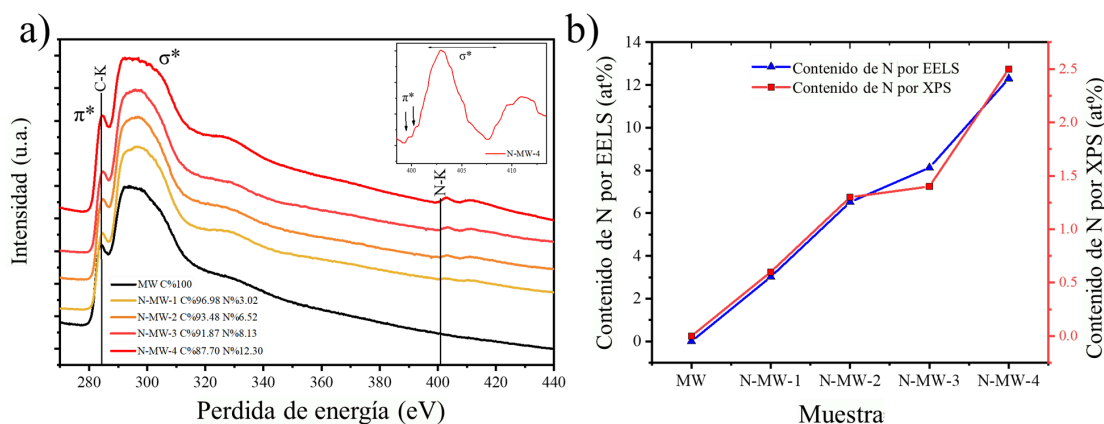 a)
Intensidad (u.a.)
π*
C-K
σ*
σ*
π*
N-MW-4
400 405 410
N-K
MW C%100
N-MW-1 C%96.98 N%3.02
N-MW-2 C%93.48 N%6.52
N-MW-3 C%91.87 N%8.13
N-MW-4 C%87.70 N%12.30
280 300 320 340 360 380 400 420 440
Perdida de energía (eV)
b)
Contenido de N por EELS (at%)
14
12
10
8
6
4
2
0
Contenido de N por EELS
Contenido de N por XPS
2.5
2.0
1.5
1.0
0.5
0.0
Contenido de N por XPS (at%)
MW N-MW-1 N-MW-2 N-MW-3 N-MW-4
Muestra